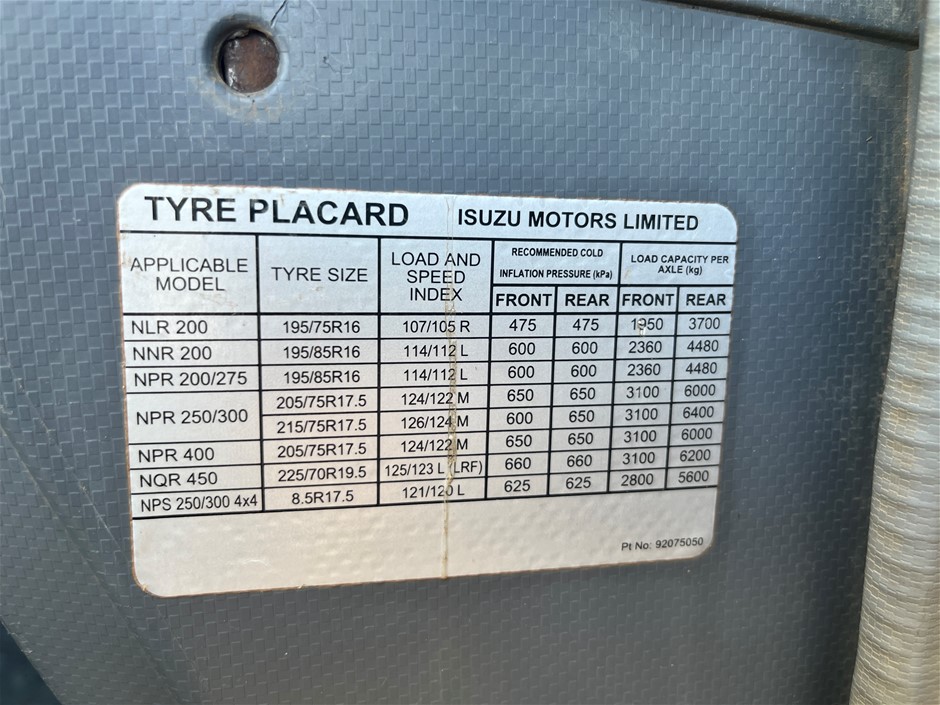 TYRE PLACARD ISUZU MOTORS LIMITED
APPLICABLE MODEL TYRE SIZE LOAD AND SPEED INDEX RECOMMENDED COLD INFLATION PRESSURE (kPa) LOAD CAPACITY PER AXLE (kg)
FRONT REAR FRONT REAR
NLR 200 195/75R16 107/105 R 475 475 1950 3700
NNR 200 195/85R16 114/112 L 600 600 2360 4480
NPR 200/275 195/85R16 114/112 L 600 600 2360 4480
NPR 250/300 205/75R17.5 124/122 M 650 650 3100 6000
215/75R17.5 126/124 M 600 650 3100 6400
NPR 400 205/75R17.5 124/122 M 650 650 3100 6000
NQR 450 225/70R19.5 125/123 L (LRF) 660 660 3100 6200
NPS 250/300 4x4 8.5R17.5 121/120 L 625 625 2800 5600
Pt No: 92075050